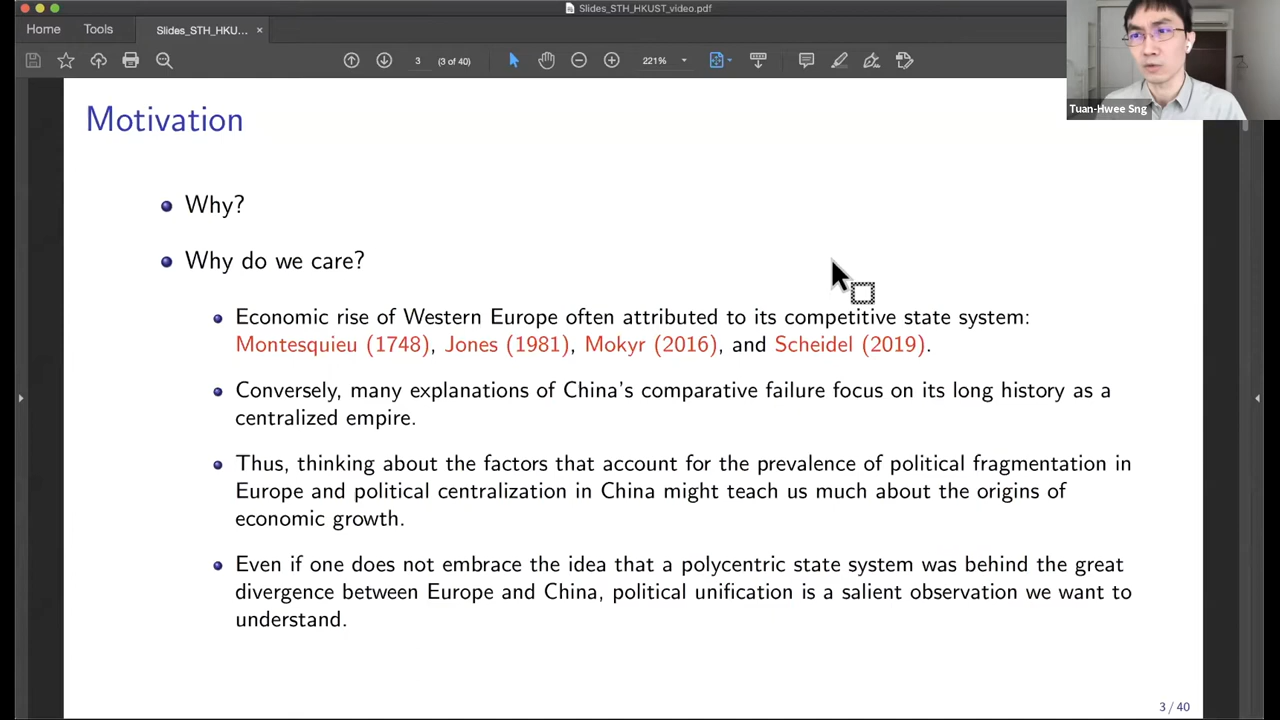 Slides_STH_HKUST_video.pdf
Home
Tools
Slides_STH_HKU... ×
3
(3 of 40)
221%
Tuan-Hwee Sng
Motivation
Why?
Why do we care?
Economic rise of Western Europe often attributed to its competitive state system:
Montesquieu (1748), Jones (1981), Mokyr (2016), and Scheidel (2019).
Conversely, many explanations of China's comparative failure focus on its long history as a
centralized empire.
Thus, thinking about the factors that account for the prevalence of political fragmentation in
Europe and political centralization in China might teach us much about the origins of
economic growth.
Even if one does not embrace the idea that a polycentric state system was behind the great
divergence between Europe and China, political unification is a salient observation we want to
understand.
3 / 40